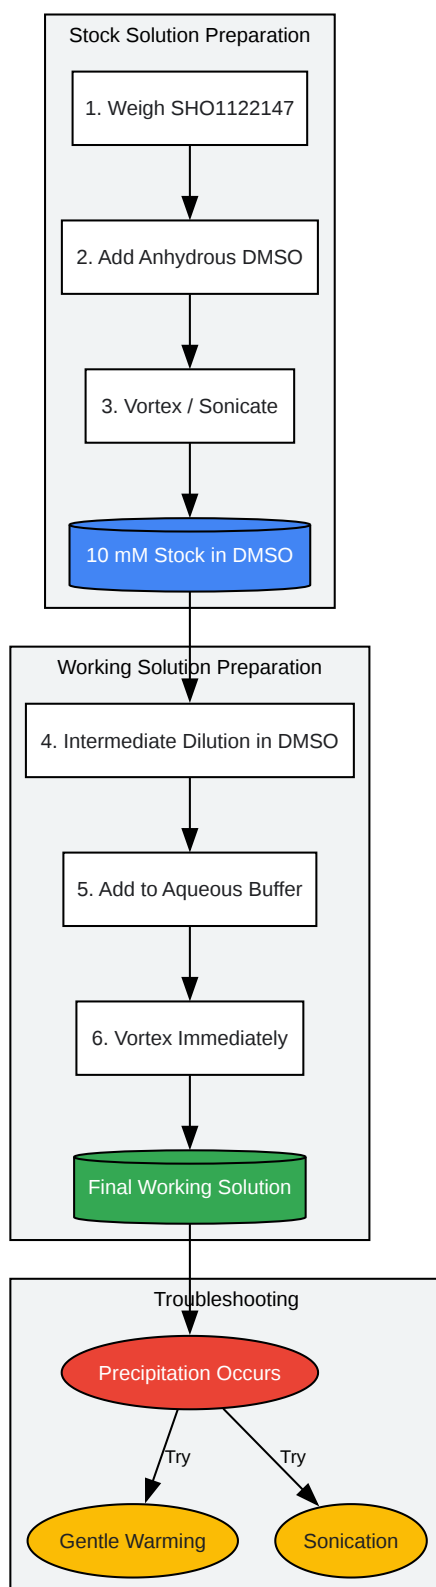 Stock Solution Preparation
1. Weigh SHO1122147
2. Add Anhydrous DMSO
3. Vortex / Sonicate
10 mM Stock in DMSO
Working Solution Preparation
4. Intermediate Dilution in DMSO
5. Add to Aqueous Buffer
6. Vortex Immediately
Final Working Solution
Troubleshooting
Precipitation Occurs
Try
Try
Gentle Warming
Sonication